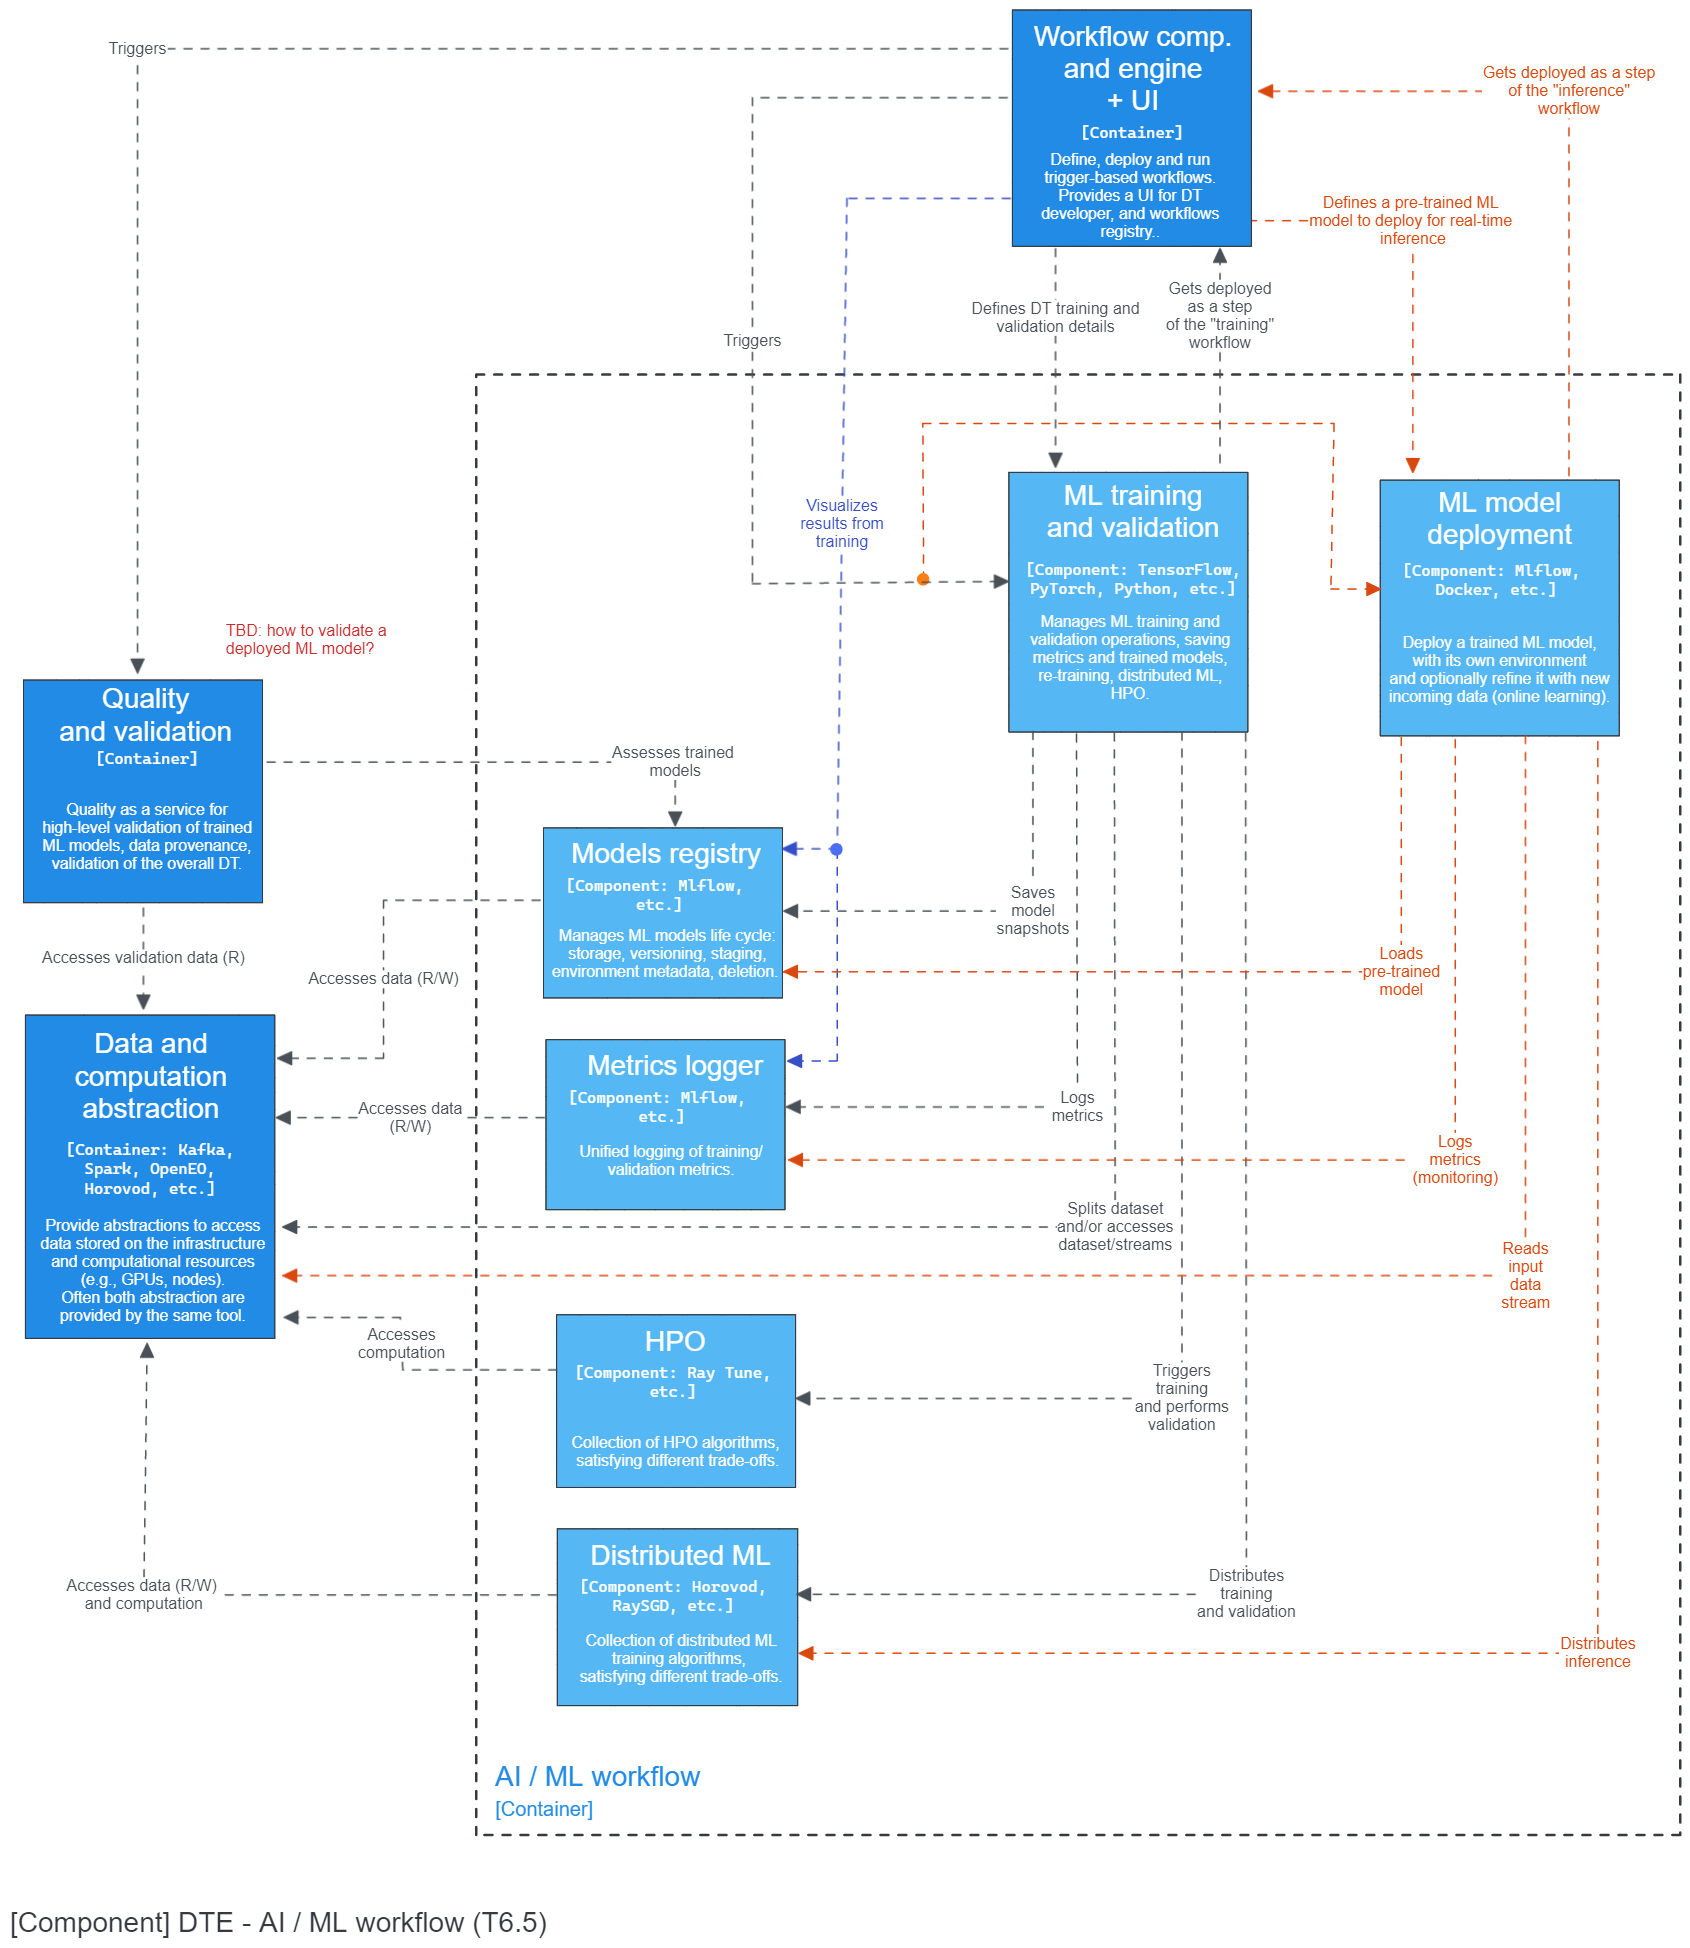 Workflow comp.
and engine
+ UI
[Container]
Define, deploy and run
trigger-based workflows.
Provides a UI for DT
developer, and workflows
registry..
Triggers
Gets deployed as a step
of the "inference"
workflow
Defines a pre-trained ML
model to deploy for real-time
inference
Defines DT training and
validation details
Gets deployed
as a step
of the "training"
workflow
Triggers
Visualizes
results from
training
ML training
and validation
[Component: TensorFlow,
PyTorch, Python, etc.]
Manages ML training and
validation operations, saving
metrics and trained models,
re-training, distributed ML,
HPO.
ML model
deployment
[Component: Mlflow,
Docker, etc.]
Deploy a trained ML model,
with its own environment
and optionally refine it with new
incoming data (online learning).
TBD: how to validate a
deployed ML model?
Quality
and validation
[Container]
Quality as a service for
high-level validation of trained
ML models, data provenance,
validation of the overall DT.
Assesses trained
models
Models registry
[Component: Mlflow,
etc.]
Manages ML models life cycle:
storage, versioning, staging,
environment metadata, deletion.
Saves
model
snapshots
Loads
pre-trained
model
Accesses validation data (R)
Accesses data (R/W)
Data and
computation
abstraction
[Container: Kafka,
Spark, OpenEO,
Horovod, etc.]
Provide abstractions to access
data stored on the infrastructure
and computational resources
(e.g., GPUs, nodes).
Often both abstraction are
provided by the same tool.
Metrics logger
[Component: Mlflow,
etc.]
Unified logging of training/
validation metrics.
Accesses data
(R/W)
Logs
metrics
Logs
metrics
(monitoring)
Splits dataset
and/or accesses
dataset/streams
Reads
input
data
stream
Accesses
computation
HPO
[Component: Ray Tune,
etc.]
Collection of HPO algorithms,
satisfying different trade-offs.
Triggers
training
and performs
validation
Distributed ML
[Component: Horovod,
RaySGD, etc.]
Collection of distributed ML
training algorithms,
satisfying different trade-offs.
Accesses data (R/W)
and computation
Distributes
training
and validation
Distributes
inference
AI / ML workflow
[Container]
[Component] DTE - AI / ML workflow (T6.5)